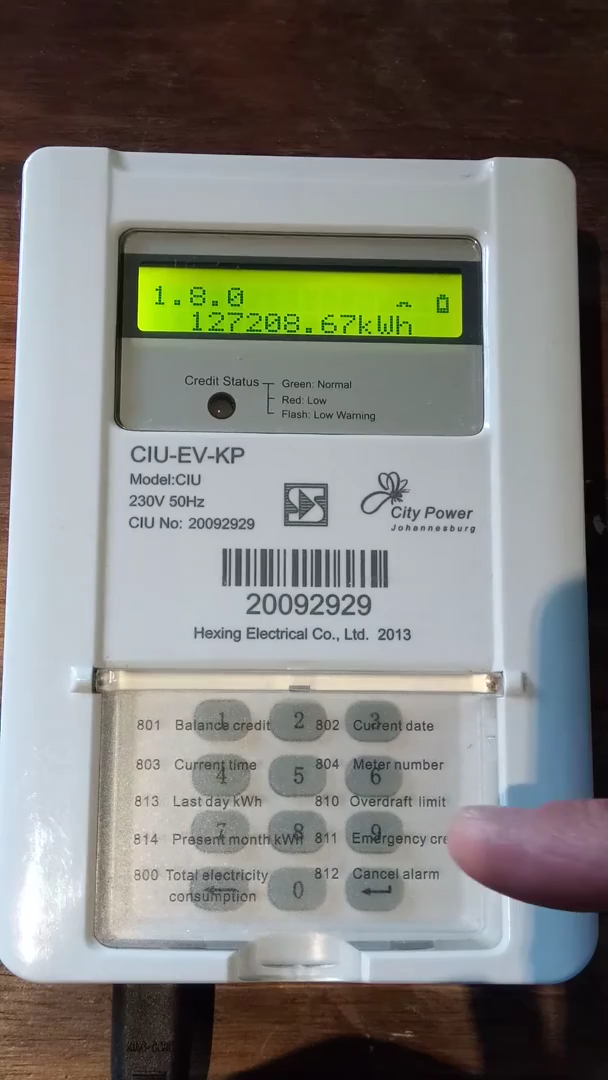 1.8.0
127208.67kWh
Credit Status
Green: Normal
Red: Low
Flash: Low Warning
CIU-EV-KP
Model:CIU
230V 50Hz
CIU No: 20092929
City Power
Johannesburg
20092929
Hexing Electrical Co., Ltd. 2013
1 2 3
801 Balance credit 802 Current date
803 Current time 804 Meter number
4 5 6
813 Last day kWh 810 Overdraft limit
7 8 9
814 Present month kWh 811 Emergency cre
800 Total electricity consumption 812 Cancel alarm
0